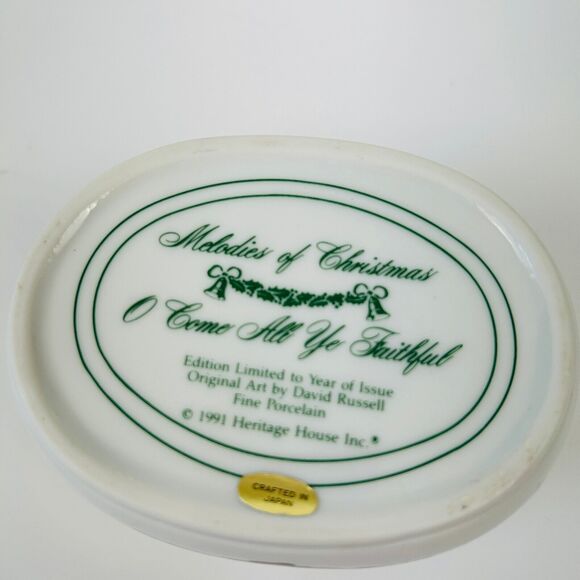 Melodies of Christmas
O Come All Ye Faithful
Edition Limited to Year of Issue
Original Art by David Russell
Fine Porcelain
© 1991 Heritage House Inc.®
CRAFTED IN
JAPAN